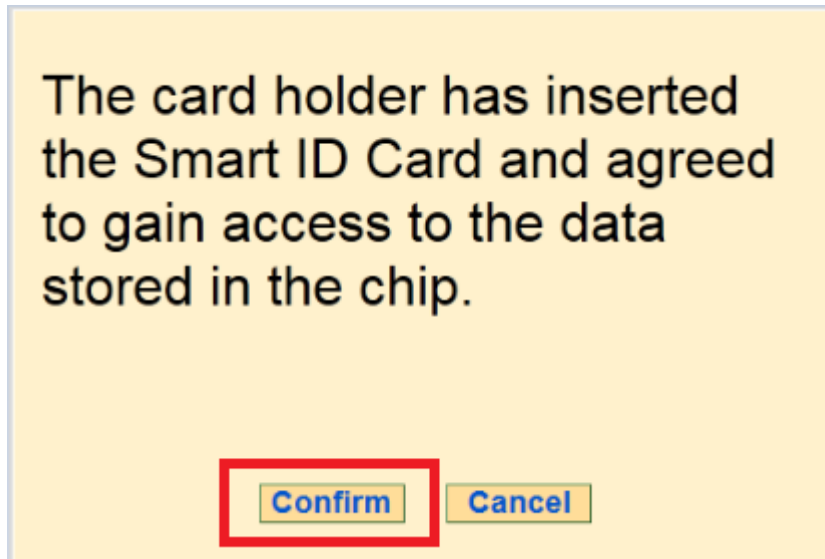 The card holder has inserted
the Smart ID Card and agreed
to gain access to the data
stored in the chip.
Confirm Cancel